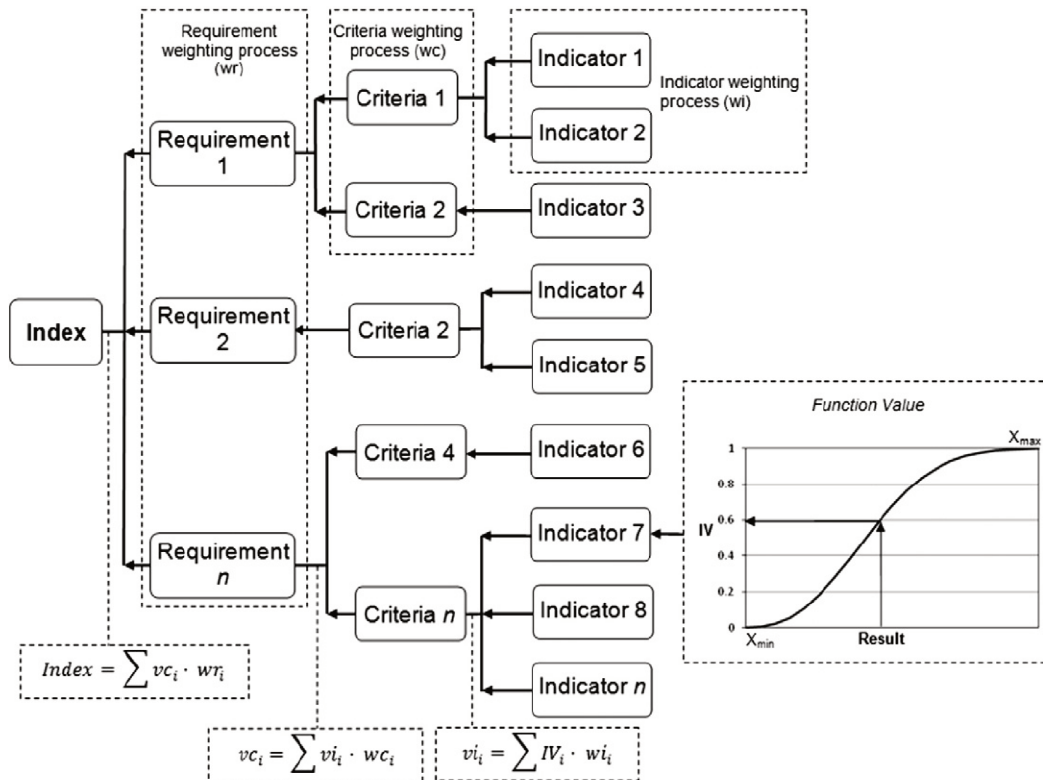 Requirement
weighting process
(wr)
Criteria weighting
process (wc)
Indicator weighting
process (wi)
Indicator 1
Criteria 1
Indicator 2
Requirement
1
Criteria 2
Indicator 3
Indicator 4
Index
Requirement
2
Criteria 2
Indicator 5
Function Value
Criteria 4
Indicator 6
Requirement
n
Indicator 7
Criteria n
Indicator 8
Indicator n
1
0.8
0.6
0.4
0.2
0
IV
Xmax
Xmin
Result
Index = ∑ vc_i · wr_i
vc_i = ∑ vi_i · wc_i
vi_i = ∑ IV_i · wi_i